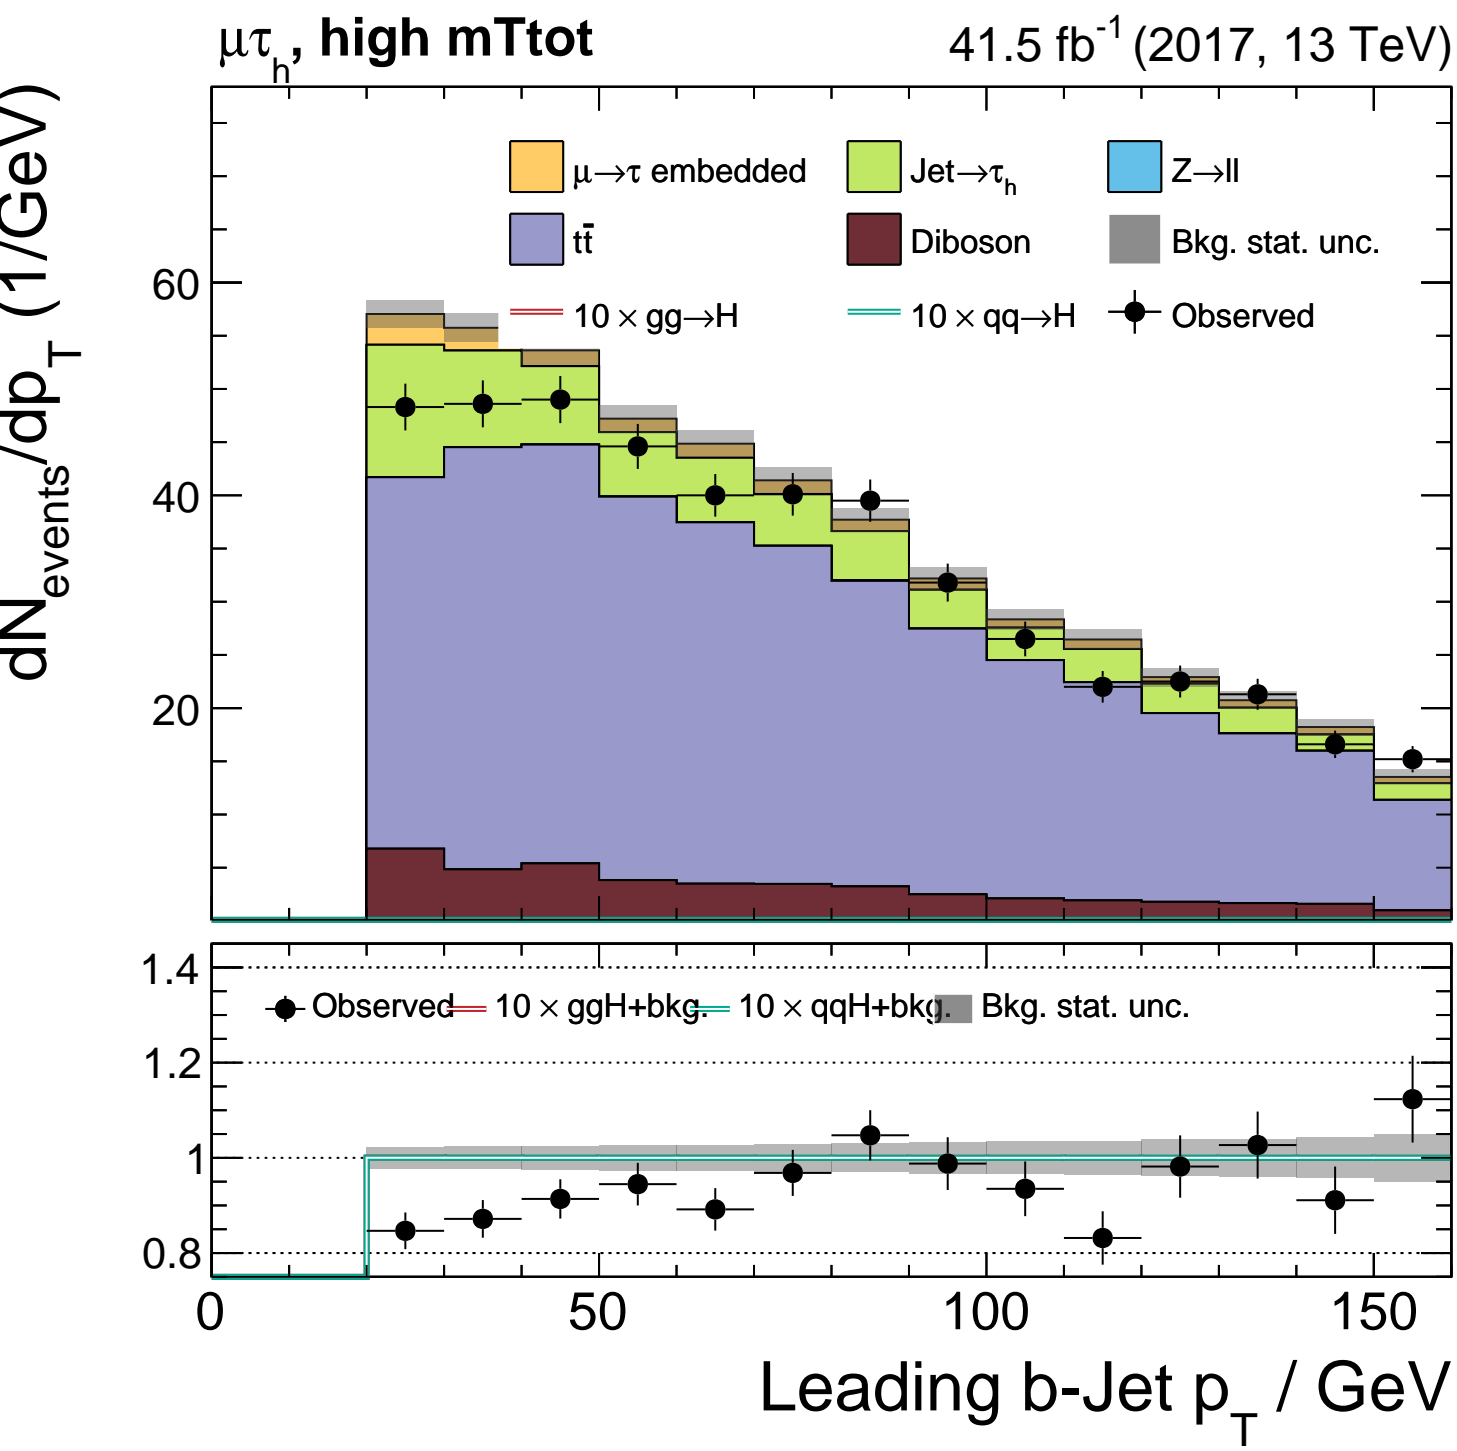 μτh, high mTtot
41.5 fb-1 (2017, 13 TeV)
dNevents/dpT (1/GeV)
μ→τ embedded
Jet→τh
Z→ll
tt̄
Diboson
Bkg. stat. unc.
10 × gg→H
10 × qq→H
Observed
60
40
20
1.4
Observed
10 × ggH+bkg.
10 × qqH+bkg.
Bkg. stat. unc.
1.2
1
0.8
0 50 100 150
Leading b-Jet pT / GeV